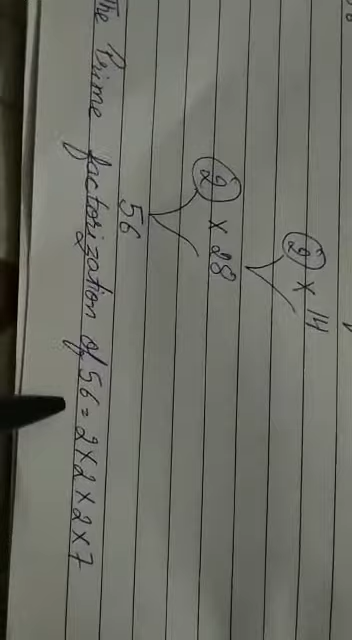 2 x 14
2 x 28
56
The Prime factorization of 56 = 2 x 2 x 2 x 7